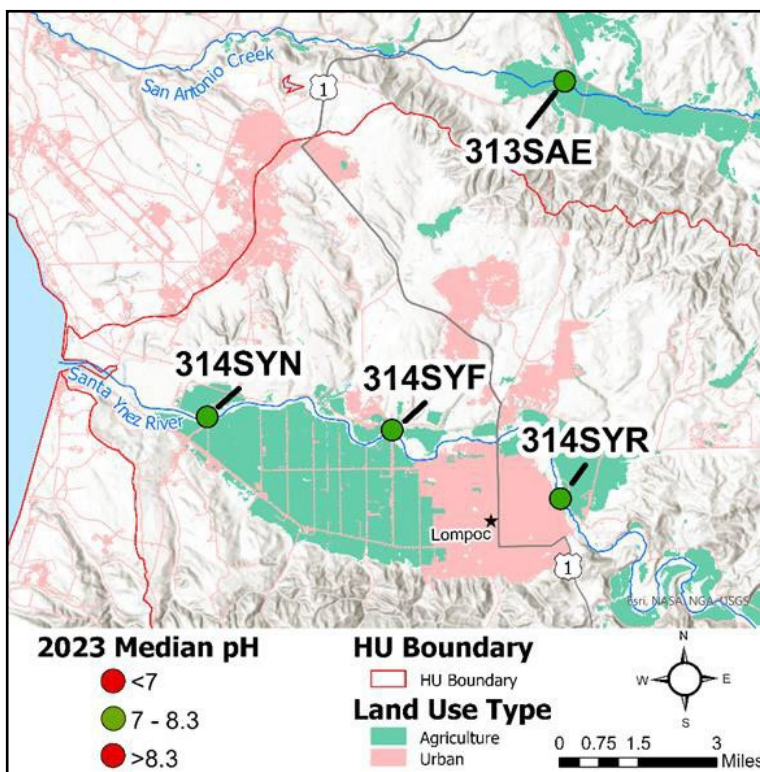 San Antonio Creek
1
313SAE
314SYN
314SYF
Santa Ynez River
314SYR
Lompoc
1
Esri, NASA, NGA, USGS
2023 Median pH
<7
7 - 8.3
>8.3
HU Boundary
HU Boundary
Land Use Type
Agriculture
Urban
N
W E
S
0 0.75 1.5 3
Miles